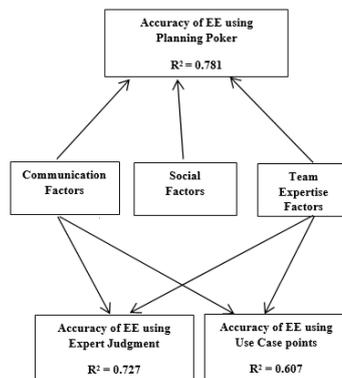 Accuracy of EE using
Planning Poker
R² = 0.781
Communication
Factors
Social
Factors
Team
Expertise
Factors
Accuracy of EE using
Expert Judgment
R² = 0.727
Accuracy of EE using
Use Case points
R² = 0.607